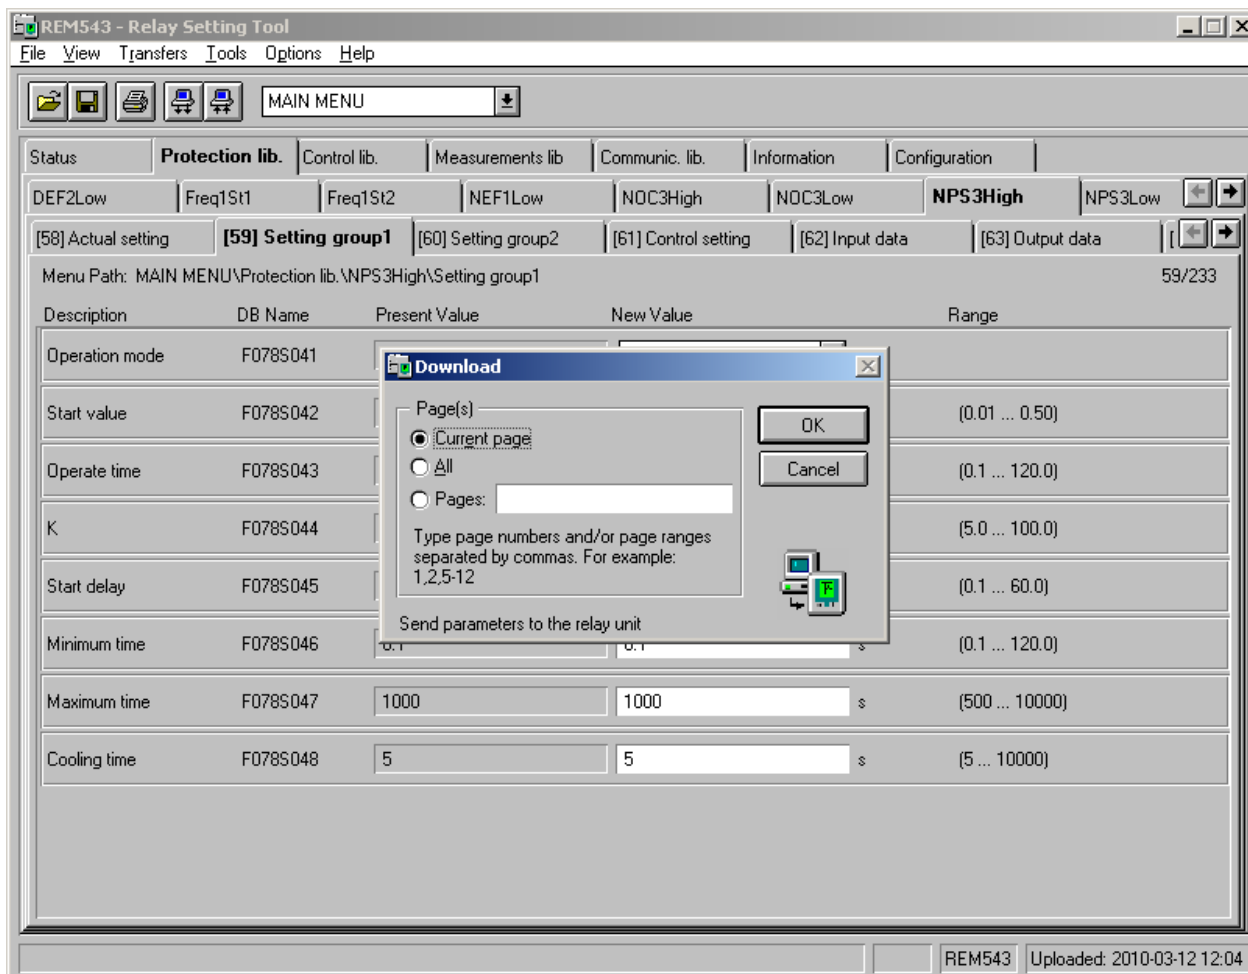 REM543 - Relay Setting Tool
File View Transfers Tools Options Help
MAIN MENU
Status Protection lib. Control lib. Measurements lib Communic. lib. Information Configuration
DEF2Low Freq1St1 Freq1St2 NEF1Low NOC3High NOC3Low NPS3High NPS3Low
[58] Actual setting [59] Setting group1 [60] Setting group2 [61] Control setting [62] Input data [63] Output data [
Menu Path: MAIN MENU\Protection lib.\NPS3High\Setting group1 59/233
Description DB Name Present Value New Value Range
Operation mode F078S041
Start value F078S042 (0.01 ... 0.50)
Operate time F078S043 (0.1 ... 120.0)
K F078S044 (5.0 ... 100.0)
Start delay F078S045 (0.1 ... 60.0)
Minimum time F078S046 0.1 0.1 s (0.1 ... 120.0)
Maximum time F078S047 1000 1000 s (500 ... 10000)
Cooling time F078S048 5 5 s (5 ... 10000)
Download
Page(s)
Current page
All
Pages:
Type page numbers and/or page ranges
separated by commas. For example:
1,2,5-12
Send parameters to the relay unit
OK
Cancel
REM543 Uploaded: 2010-03-12 12:04